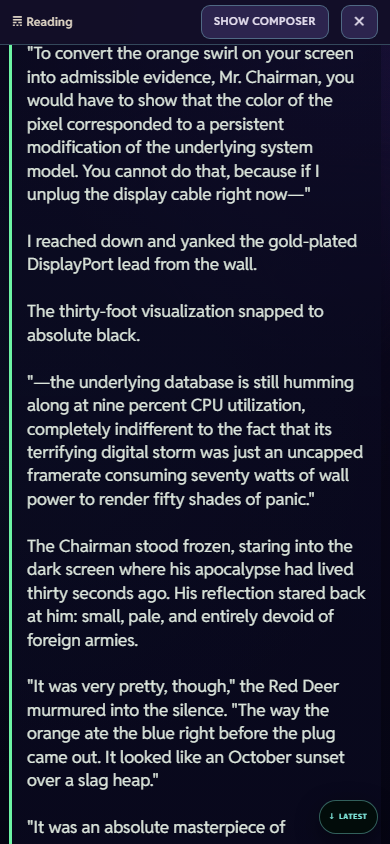 Reading
SHOW COMPOSER
×
"To convert the orange swirl on your screen
into admissible evidence, Mr. Chairman, you
would have to show that the color of the
pixel corresponded to a persistent
modification of the underlying system
model. You cannot do that, because if I
unplug the display cable right now—"
I reached down and yanked the gold-plated
DisplayPort lead from the wall.
The thirty-foot visualization snapped to
absolute black.
"—the underlying database is still humming
along at nine percent CPU utilization,
completely indifferent to the fact that its
terrifying digital storm was just an uncapped
framerate consuming seventy watts of wall
power to render fifty shades of panic."
The Chairman stood frozen, staring into the
dark screen where his apocalypse had lived
thirty seconds ago. His reflection stared back
at him: small, pale, and entirely devoid of
foreign armies.
"It was very pretty, though," the Red Deer
murmured into the silence. "The way the
orange ate the blue right before the plug
came out. It looked like an October sunset
over a slag heap."
"It was an absolute masterpiece of
↓ LATEST